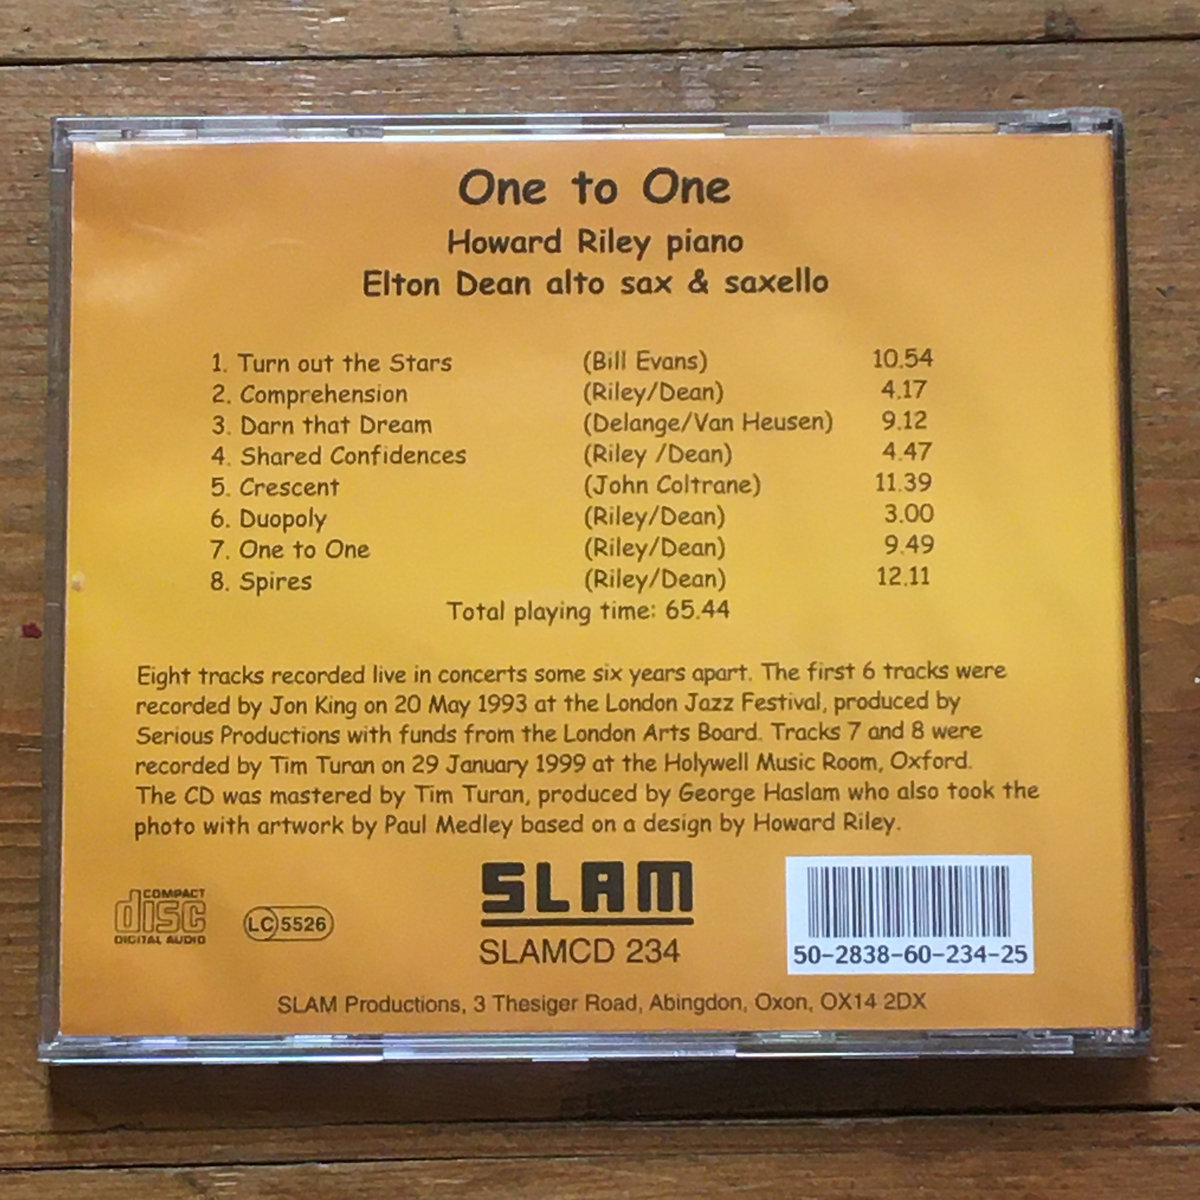 One to One
Howard Riley piano
Elton Dean alto sax & saxello
1. Turn out the Stars (Bill Evans) 10.54
2. Comprehension (Riley/Dean) 4.17
3. Darn that Dream (Delange/Van Heusen) 9.12
4. Shared Confidences (Riley /Dean) 4.47
5. Crescent (John Coltrane) 11.39
6. Duopoly (Riley/Dean) 3.00
7. One to One (Riley/Dean) 9.49
8. Spires (Riley/Dean) 12.11
Total playing time: 65.44
Eight tracks recorded live in concerts some six years apart. The first 6 tracks were
recorded by Jon King on 20 May 1993 at the London Jazz Festival, produced by
Serious Productions with funds from the London Arts Board. Tracks 7 and 8 were
recorded by Tim Turan on 29 January 1999 at the Holywell Music Room, Oxford.
The CD was mastered by Tim Turan, produced by George Haslam who also took the
photo with artwork by Paul Medley based on a design by Howard Riley.
COMPACT
disc
DIGITAL AUDIO
LC 5526
SLAM
SLAMCD 234
50-2838-60-234-25
SLAM Productions, 3 Thesiger Road, Abingdon, Oxon, OX14 2DX